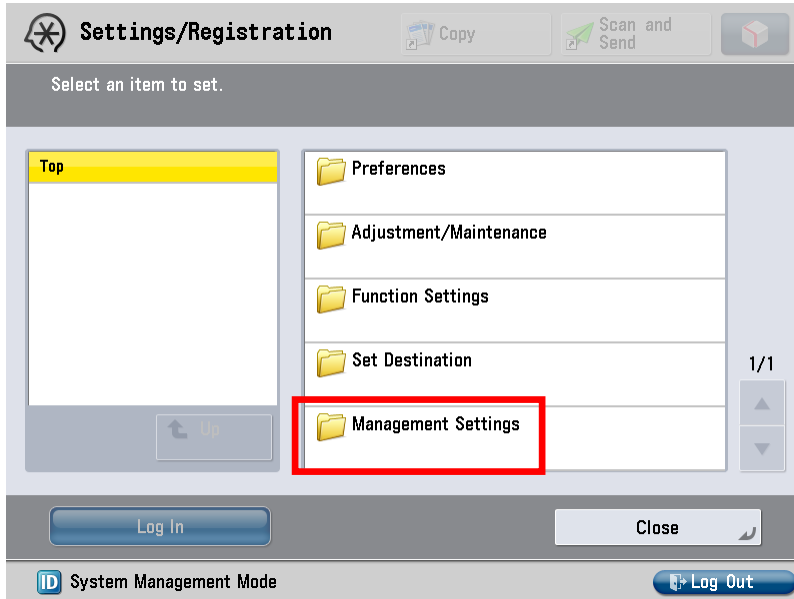 Settings/Registration
Copy
Scan and
Send
Select an item to set.
Top
Preferences
Adjustment/Maintenance
Function Settings
Set Destination
1/1
Management Settings
Up
Log In
Close
ID System Management Mode
Log Out